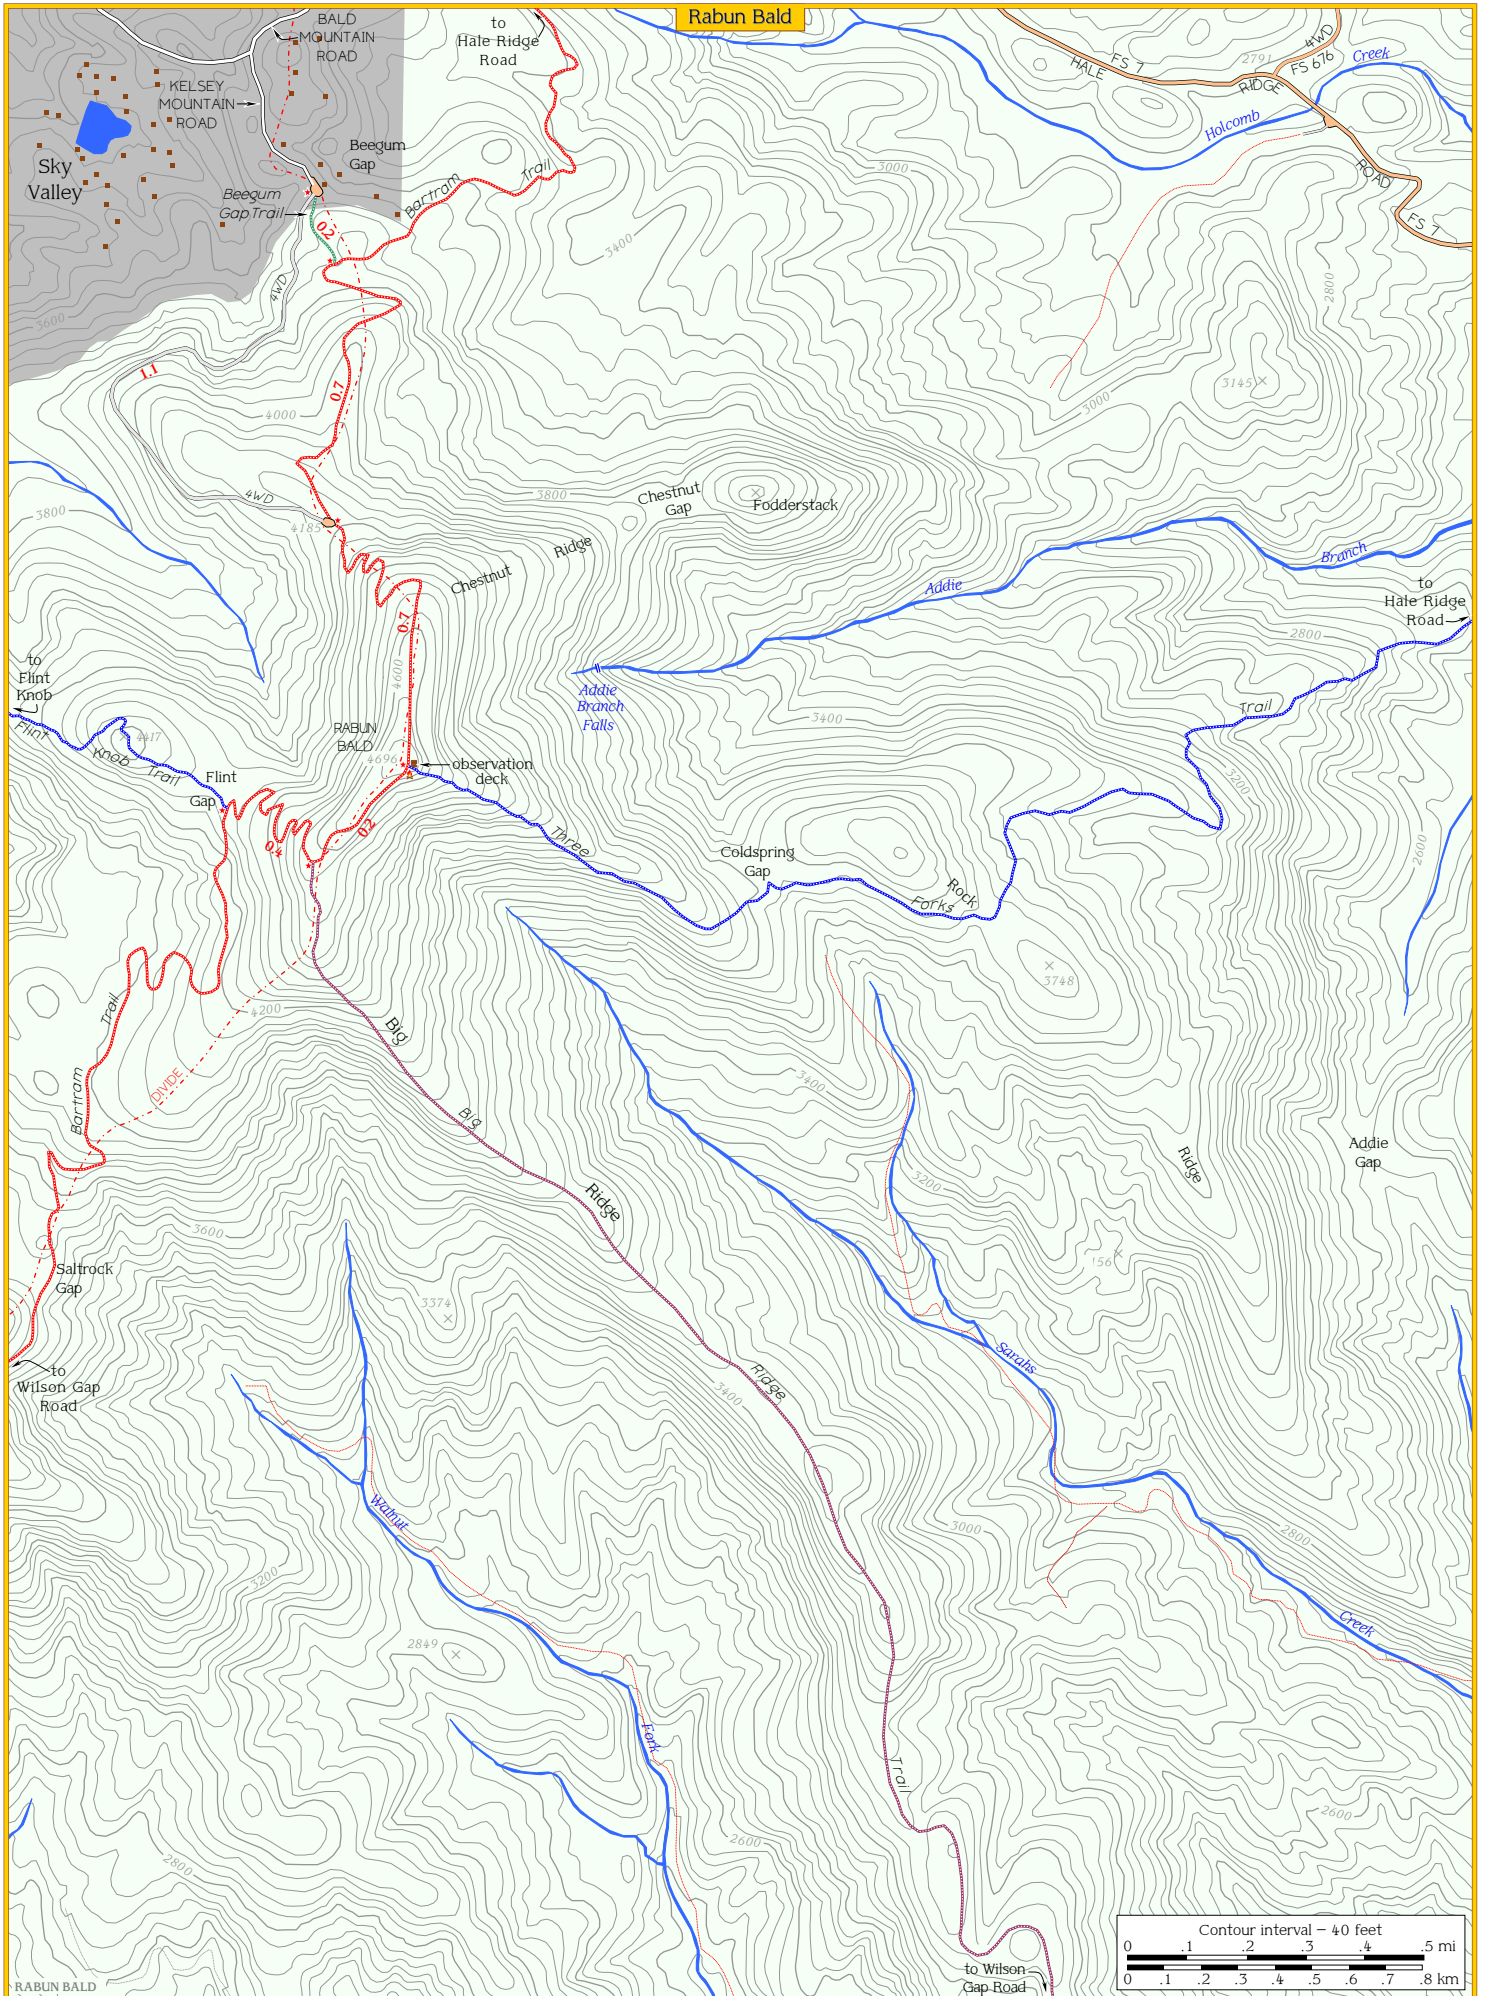 Rabun Bald
BALD
MOUNTAIN
ROAD
to
Hale Ridge
Road
KELSEY
MOUNTAIN
ROAD
Beegum
Gap
Sky
Valley
Beegum
Gap Trail
0.2
Bartram
Trail
3400
3000
HALE
FS 7
RIDGE
2791
4WD
FS 676
Creek
Holcomb
ROAD
FS 7
2800
3600
4WD
1.1
0.7
4000
3145
3000
3800
4WD
4185
3800
Chestnut
Gap
Fodderstack
Chestnut
Ridge
0.7
4600
Addie
Branch
to
Hale Ridge
Road
2800
to
Flint
Knob
Flint
Knob
Trail
4417
Flint
Gap
RABUN
BALD
4696
observation
deck
Addie
Branch
Falls
3400
Trail
3200
0.2
0.4
Three
Coldspring
Gap
Rock
Forks
2600
3748
Trail
4200
Big
DIVIDE
Bartram
Big
3400
Addie
Gap
Ridge
3200
Ridge
3600
Saltrock
Gap
3374
to
Wilson Gap
Road
Sarahs
Ridge
3400
Walnut
3000
2800
3200
Creek
2849
Fork
Trail
2600
2600
2800
Contour interval – 40 feet
0 .1 .2 .3 .4 .5 mi
0 .1 .2 .3 .4 .5 .6 .7 .8 km
to Wilson
Gap Road
RABUN BALD